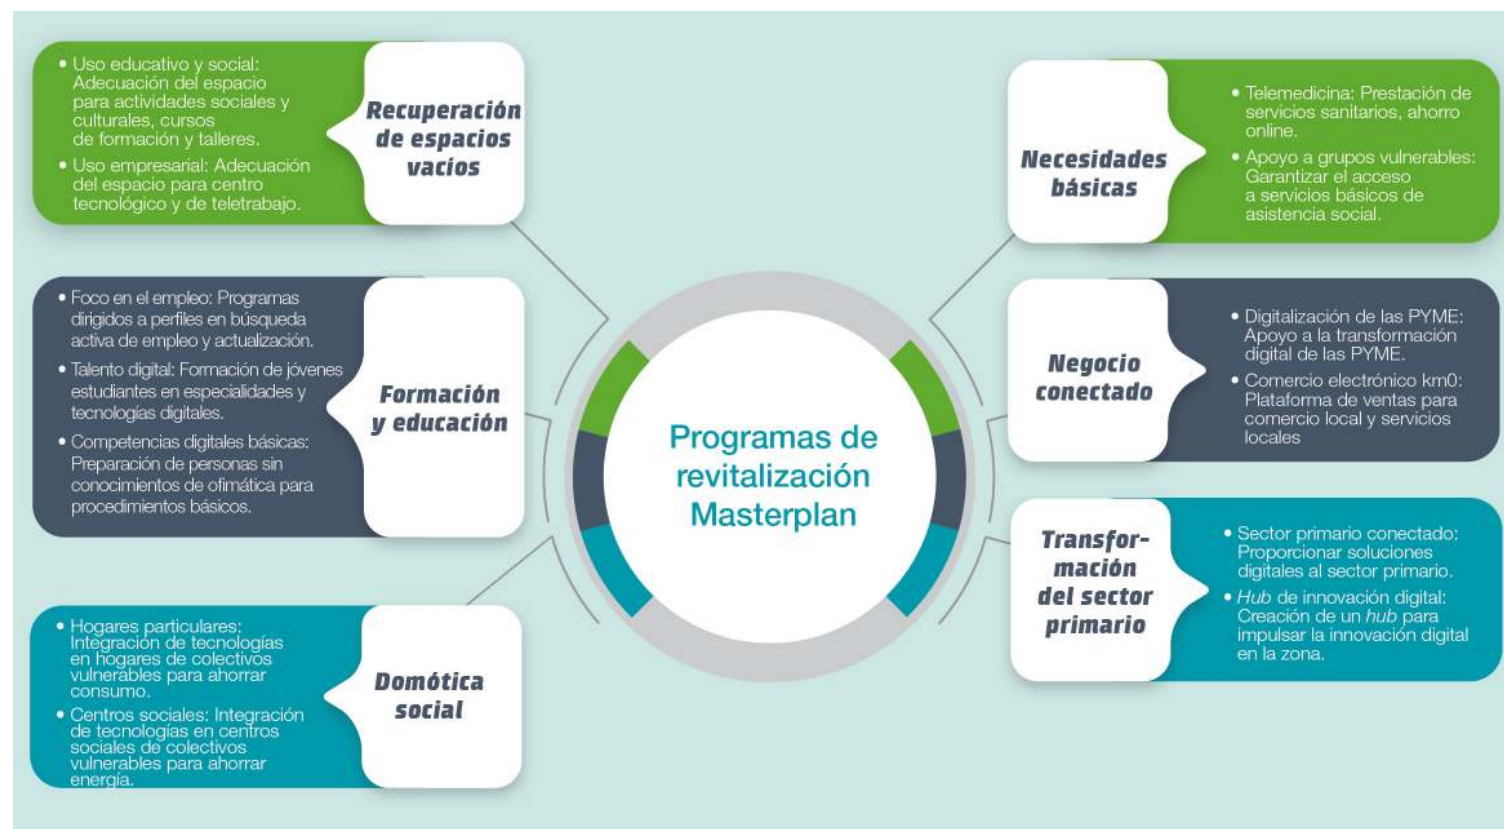 Recuperación
de espacios
vacíos
• Uso educativo y social:
Adecuación del espacio
para actividades sociales y
culturales, cursos
de formación y talleres.
• Uso empresarial: Adecuación
del espacio para centro
tecnológico y de teletrabajo.
Formación
y educación
• Foco en el empleo: Programas
dirigidos a perfiles en búsqueda
activa de empleo y actualización.
• Talento digital: Formación de jóvenes
estudiantes en especialidades y
tecnologías digitales.
• Competencias digitales básicas:
Preparación de personas sin
conocimientos de ofimática para
procedimientos básicos.
Domótica
social
• Hogares particulares:
Integración de tecnologías
en hogares de colectivos
vulnerables para ahorrar
consumo.
• Centros sociales: Integración
de tecnologías en centros
sociales de colectivos
vulnerables para ahorrar
energía.
Programas de
revitalización
Masterplan
Necesidades
básicas
• Telemedicina: Prestación de
servicios sanitarios, ahorro
online.
• Apoyo a grupos vulnerables:
Garantizar el acceso
a servicios básicos de
asistencia social.
Negocio
conectado
• Digitalización de las PYME:
Apoyo a la transformación
digital de las PYME.
• Comercio electrónico km0:
Plataforma de ventas para
comercio local y servicios
locales
Transfor-
mación
del sector
primario
• Sector primario conectado:
Proporcionar soluciones
digitales al sector primario.
• Hub de innovación digital:
Creación de un hub para
impulsar la innovación digital
en la zona.